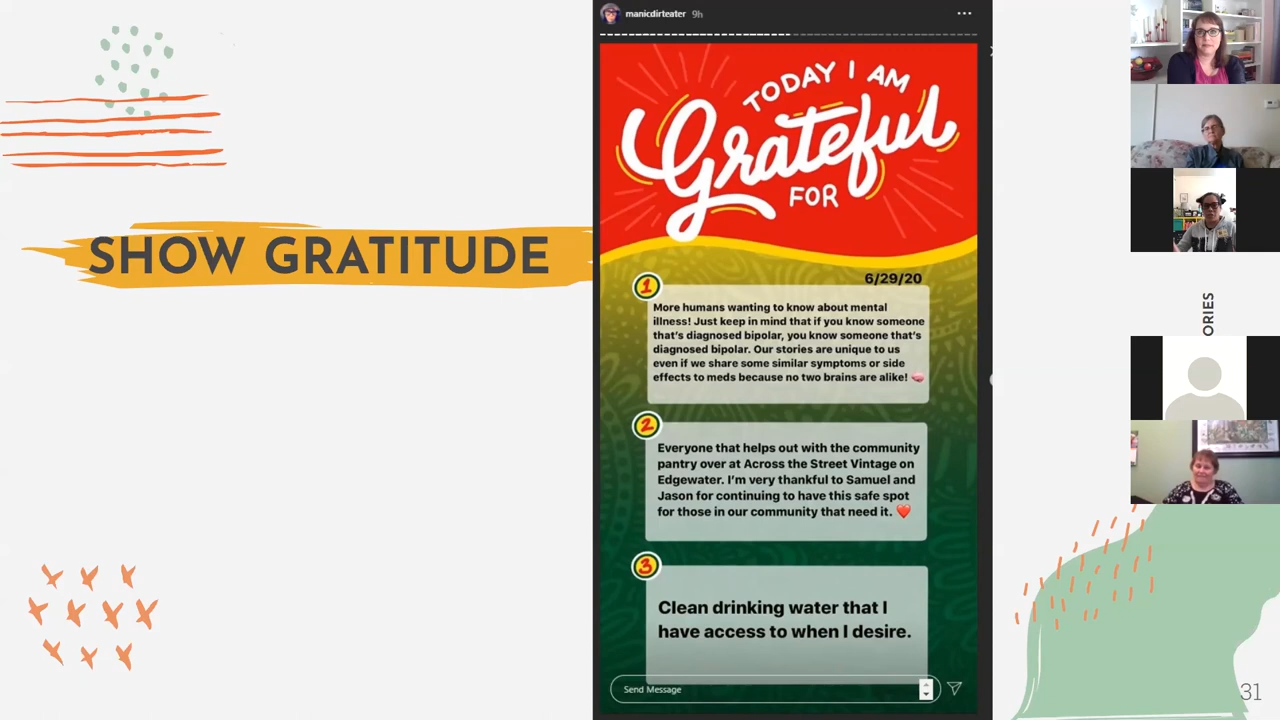 SHOW GRATITUDE
manicdirteater 9h
TODAY I AM
Grateful
FOR
6/29/20
1
More humans wanting to know about mental
illness! Just keep in mind that if you know someone
that's diagnosed bipolar, you know someone that's
diagnosed bipolar. Our stories are unique to us
even if we share some similar symptoms or side
effects to meds because no two brains are alike! 🧠
2
Everyone that helps out with the community
pantry over at Across the Street Vintage on
Edgewater. I'm very thankful to Samuel and
Jason for continuing to have this safe spot
for those in our community that need it. ❤️
3
Clean drinking water that I
have access to when I desire.
Send Message
ORIES
31